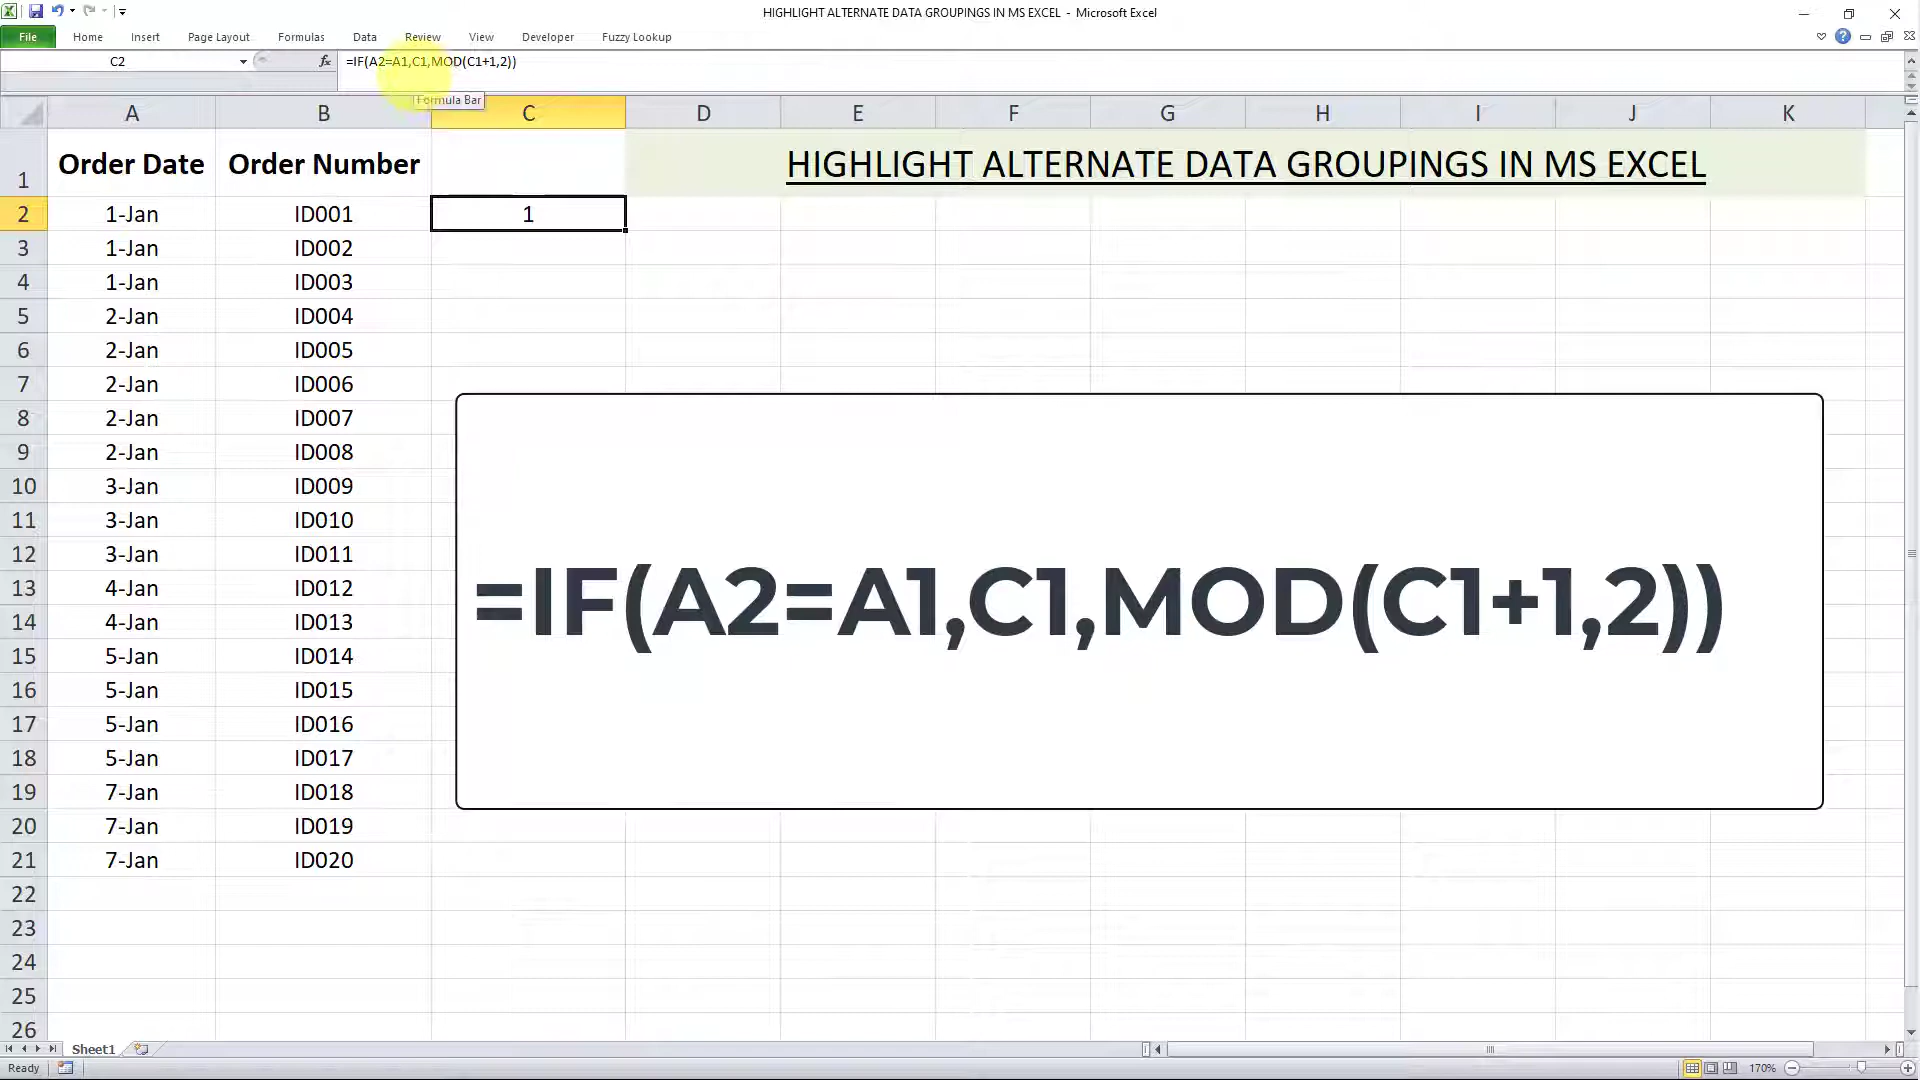 HIGHLIGHT ALTERNATE DATA GROUPINGS IN MS EXCEL - Microsoft Excel
File Home Insert Page Layout Formulas Data Review View Developer Fuzzy Lookup
C2 fx =IF(A2=A1,C1,MOD(C1+1,2))
Formula Bar
A B C D E F G H I J K
1 Order Date Order Number HIGHLIGHT ALTERNATE DATA GROUPINGS IN MS EXCEL
2 1-Jan ID001 1
3 1-Jan ID002
4 1-Jan ID003
5 2-Jan ID004
6 2-Jan ID005
7 2-Jan ID006
8 2-Jan ID007
9 2-Jan ID008
10 3-Jan ID009
11 3-Jan ID010
12 3-Jan ID011
13 4-Jan ID012
14 4-Jan ID013
=IF(A2=A1,C1,MOD(C1+1,2))
15 5-Jan ID014
16 5-Jan ID015
17 5-Jan ID016
18 5-Jan ID017
19 7-Jan ID018
20 7-Jan ID019
21 7-Jan ID020
22
23
24
25
26
Sheet1
Ready 170%